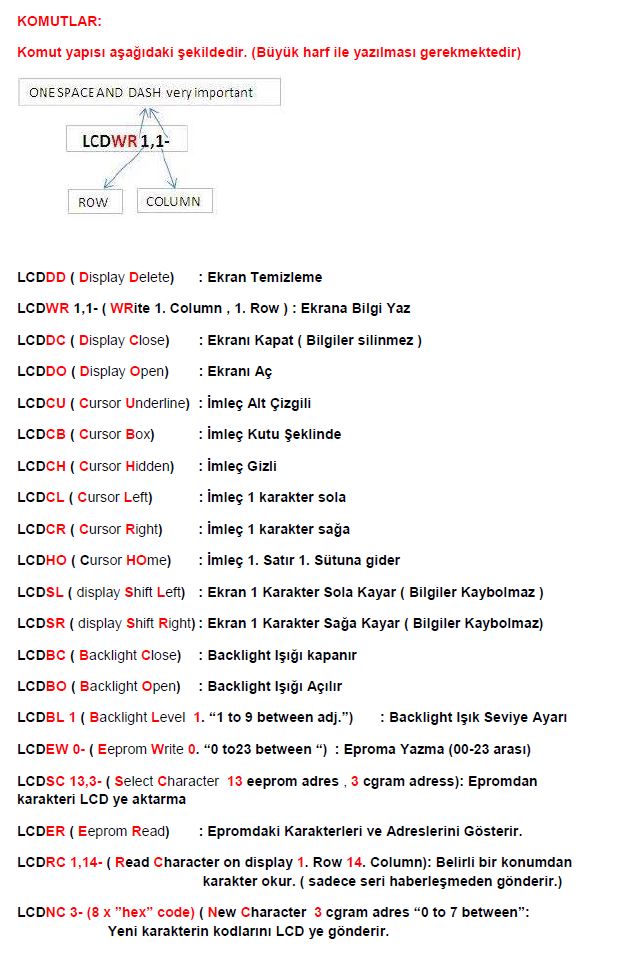 KOMUTLAR:
Komut yapısı aşağıdaki şekildedir. (Büyük harf ile yazılması gerekmektedir)
ONE SPACE AND DASH very important
LCDWR 1,1-
ROW
COLUMN
LCDDD ( Display Delete) : Ekran Temizleme
LCDWR 1,1- ( WRite 1. Column , 1. Row ) : Ekrana Bilgi Yaz
LCDDC ( Display Close) : Ekranı Kapat ( Bilgiler silinmez )
LCDDO ( Display Open) : Ekranı Aç
LCDCU ( Cursor Underline) : İmleç Alt Çizgili
LCDCB ( Cursor Box) : İmleç Kutu Şeklinde
LCDCH ( Cursor Hidden) : İmleç Gizli
LCDCL ( Cursor Left) : İmleç 1 karakter sola
LCDCR ( Cursor Right) : İmleç 1 karakter sağa
LCDHO ( Cursor HOme) : İmleç 1. Satır 1. Sütuna gider
LCDSL ( display Shift Left) : Ekran 1 Karakter Sola Kayar ( Bilgiler Kaybolmaz )
LCDSR ( display Shift Right) : Ekran 1 Karakter Sağa Kayar ( Bilgiler Kaybolmaz)
LCDBC ( Backlight Close) : Backlight Işığı kapanır
LCDBO ( Backlight Open) : Backlight Işığı Açılır
LCDBL 1 ( Backlight Level 1. “1 to 9 between adj.”) : Backlight Işık Seviye Ayarı
LCDEW 0- ( Eeprom Write 0. “0 to23 between “) : Eproma Yazma (00-23 arası)
LCDSC 13,3- ( Select Character 13 eeprom adres , 3 cgram adress): Epromdan
karakteri LCD ye aktarma
LCDER ( Eeprom Read) : Epromdaki Karakterleri ve Adreslerini Gösterir.
LCDRC 1,14- ( Read Character on display 1. Row 14. Column): Belirli bir konumdan
karakter okur. ( sadece seri haberleşmeden gönderir.)
LCDNC 3- (8 x ”hex” code) ( New Character 3 cgram adres “0 to 7 between”:
Yeni karakterin kodlarını LCD ye gönderir.